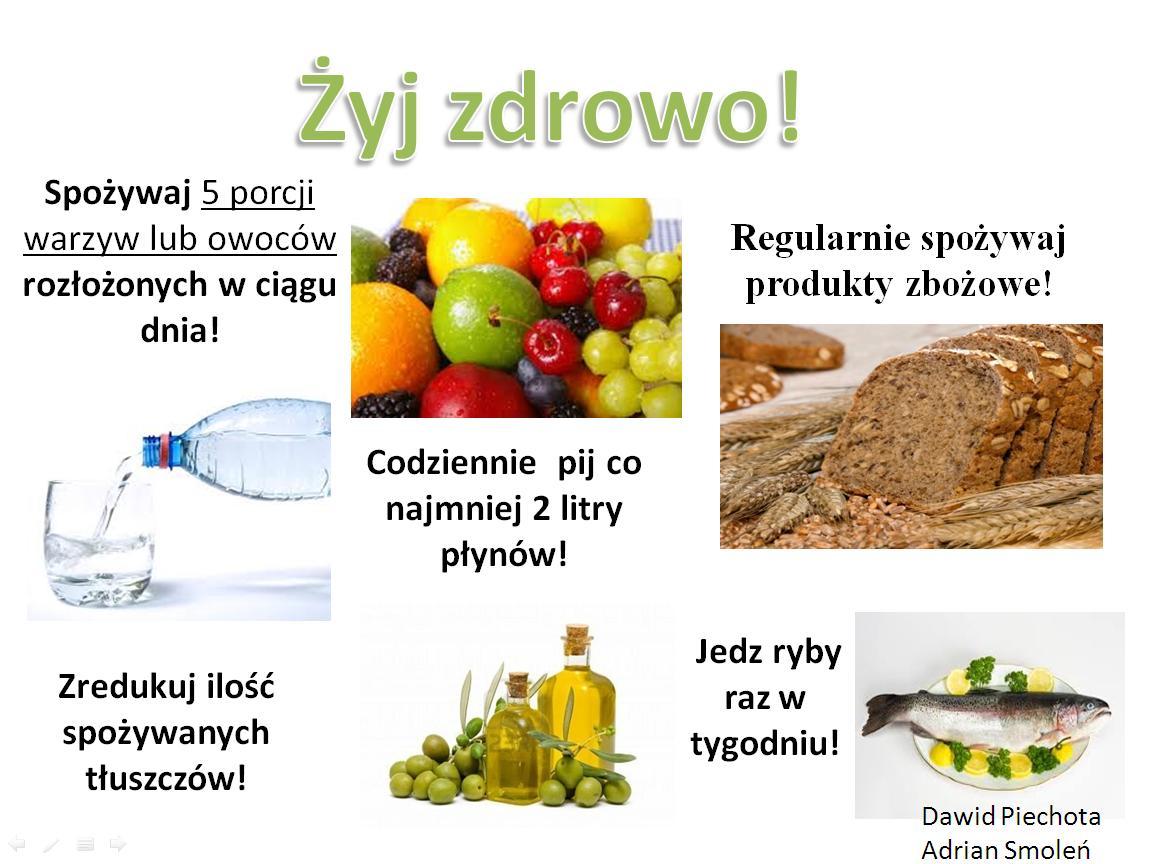 Żyj zdrowo!
Spożywaj 5 porcji
warzyw lub owoców
rozłożonych w ciągu
dnia!
Regularnie spożywaj
produkty zbożowe!
Codziennie pij co
najmniej 2 litry
płynów!
Zredukuj ilość
spożywanych
tłuszczów!
Jedz ryby
raz w
tygodniu!
Dawid Piechota
Adrian Smoleń